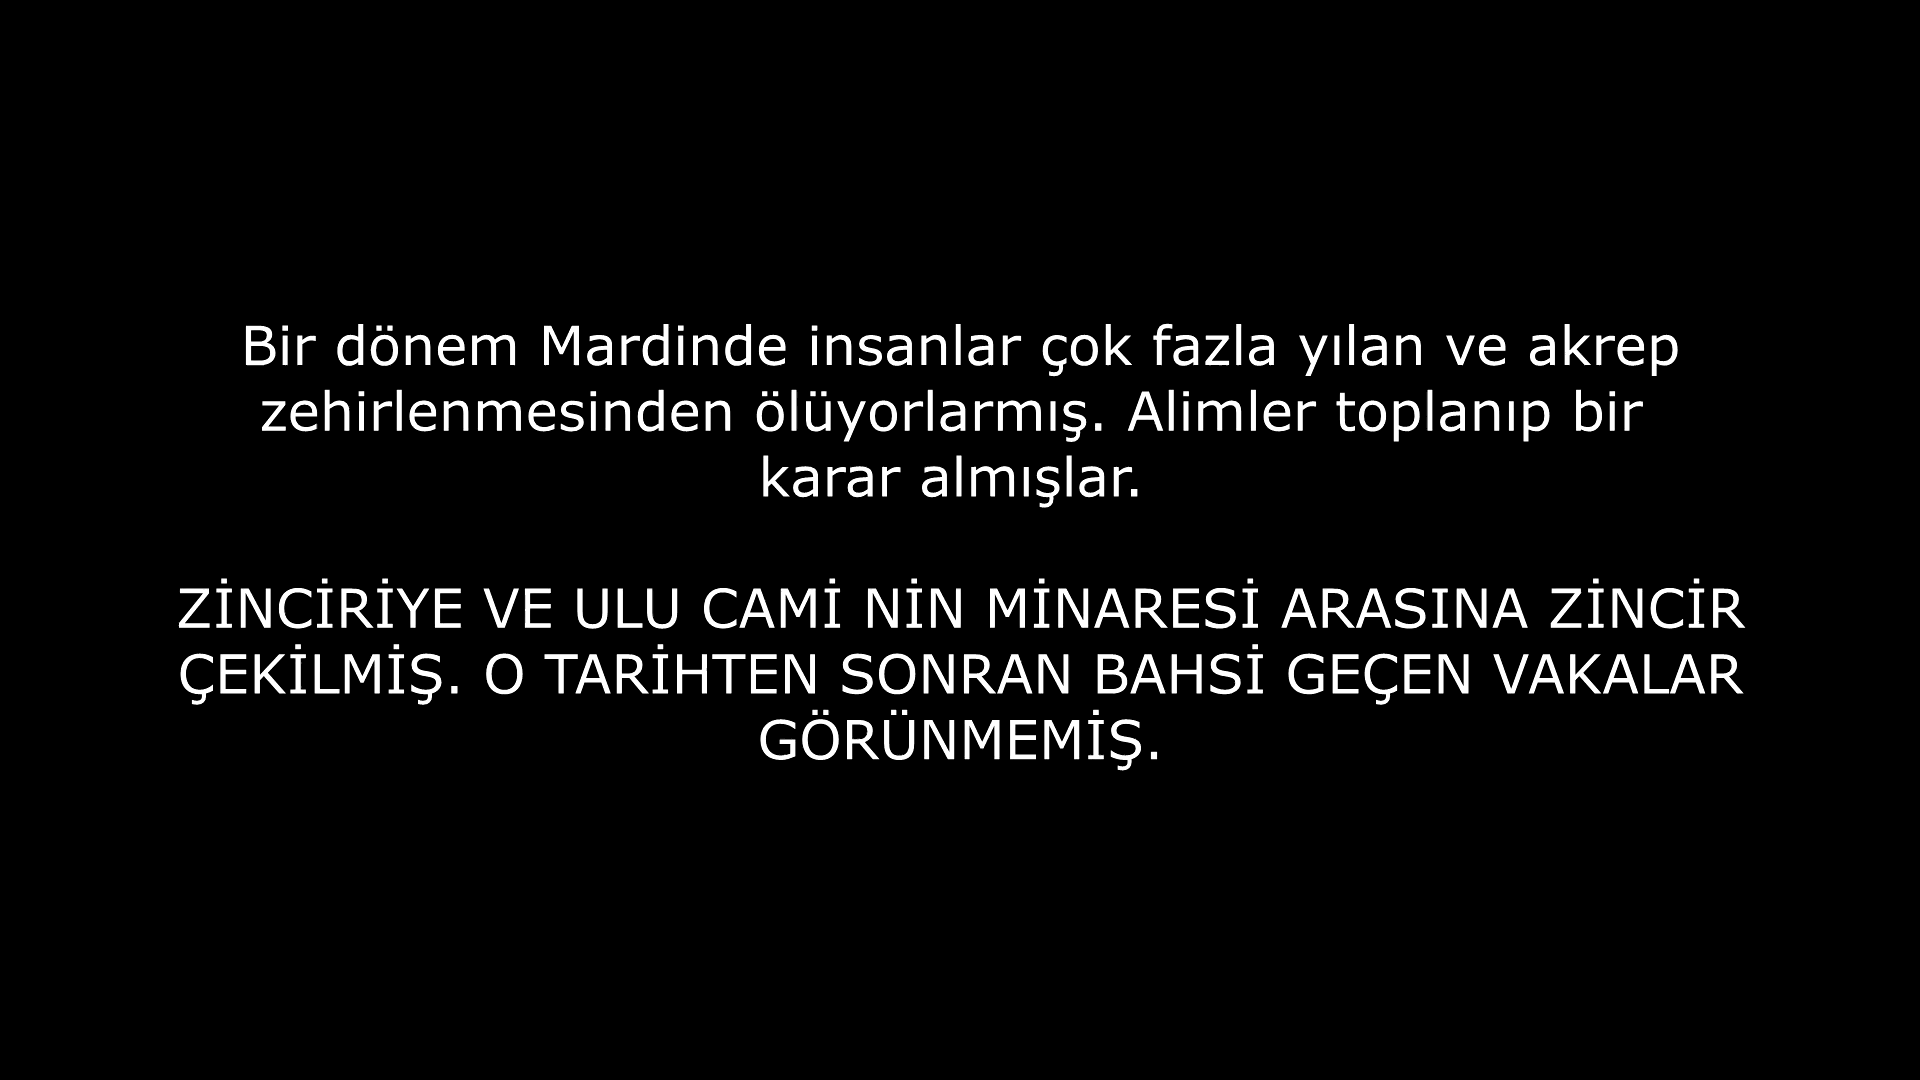 Bir dönem Mardinde insanlar çok fazla yılan ve akrep
zehirlenmesinden ölüyorlarmış. Alimler toplanıp bir
karar almışlar.
ZİNCİRİYE VE ULU CAMİ NİN MİNARESİ ARASINA ZİNCİR
ÇEKİLMİŞ. O TARİHTEN SONRAN BAHSİ GEÇEN VAKALAR
GÖRÜNMEMİŞ.